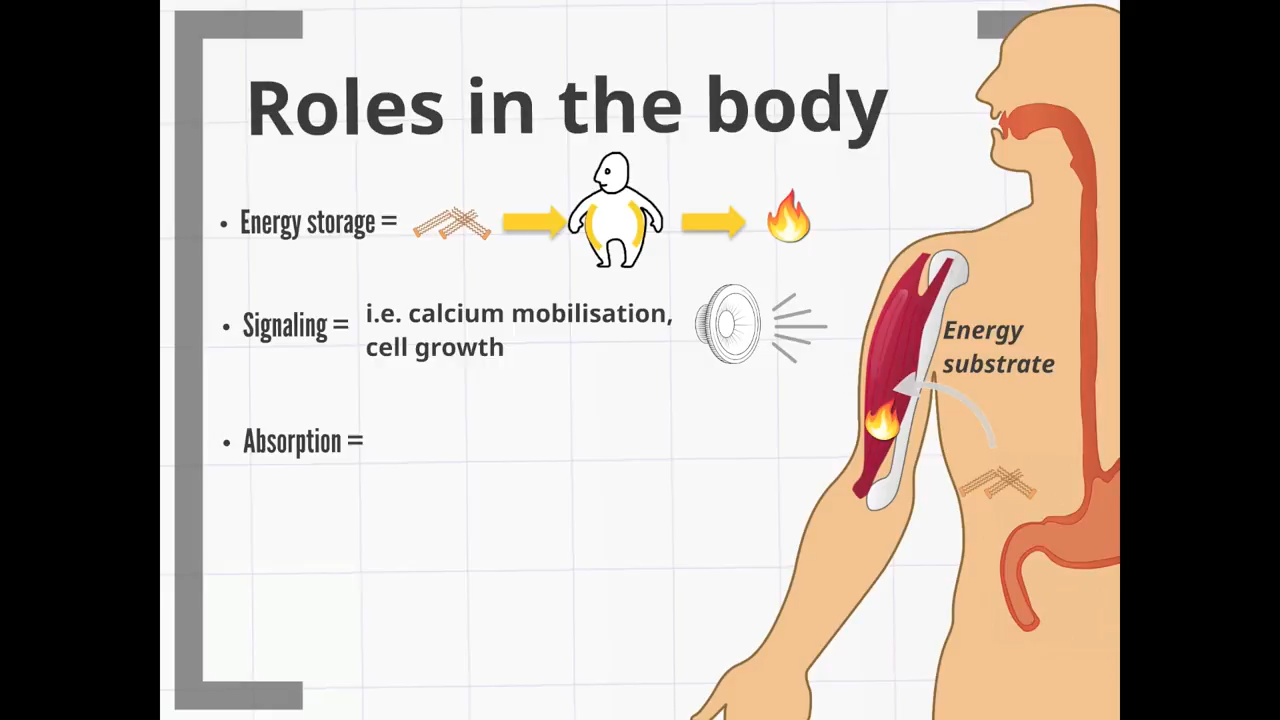 Roles in the body
• Energy storage =
• Signaling = i.e. calcium mobilisation,
cell growth
Energy
substrate
• Absorption =